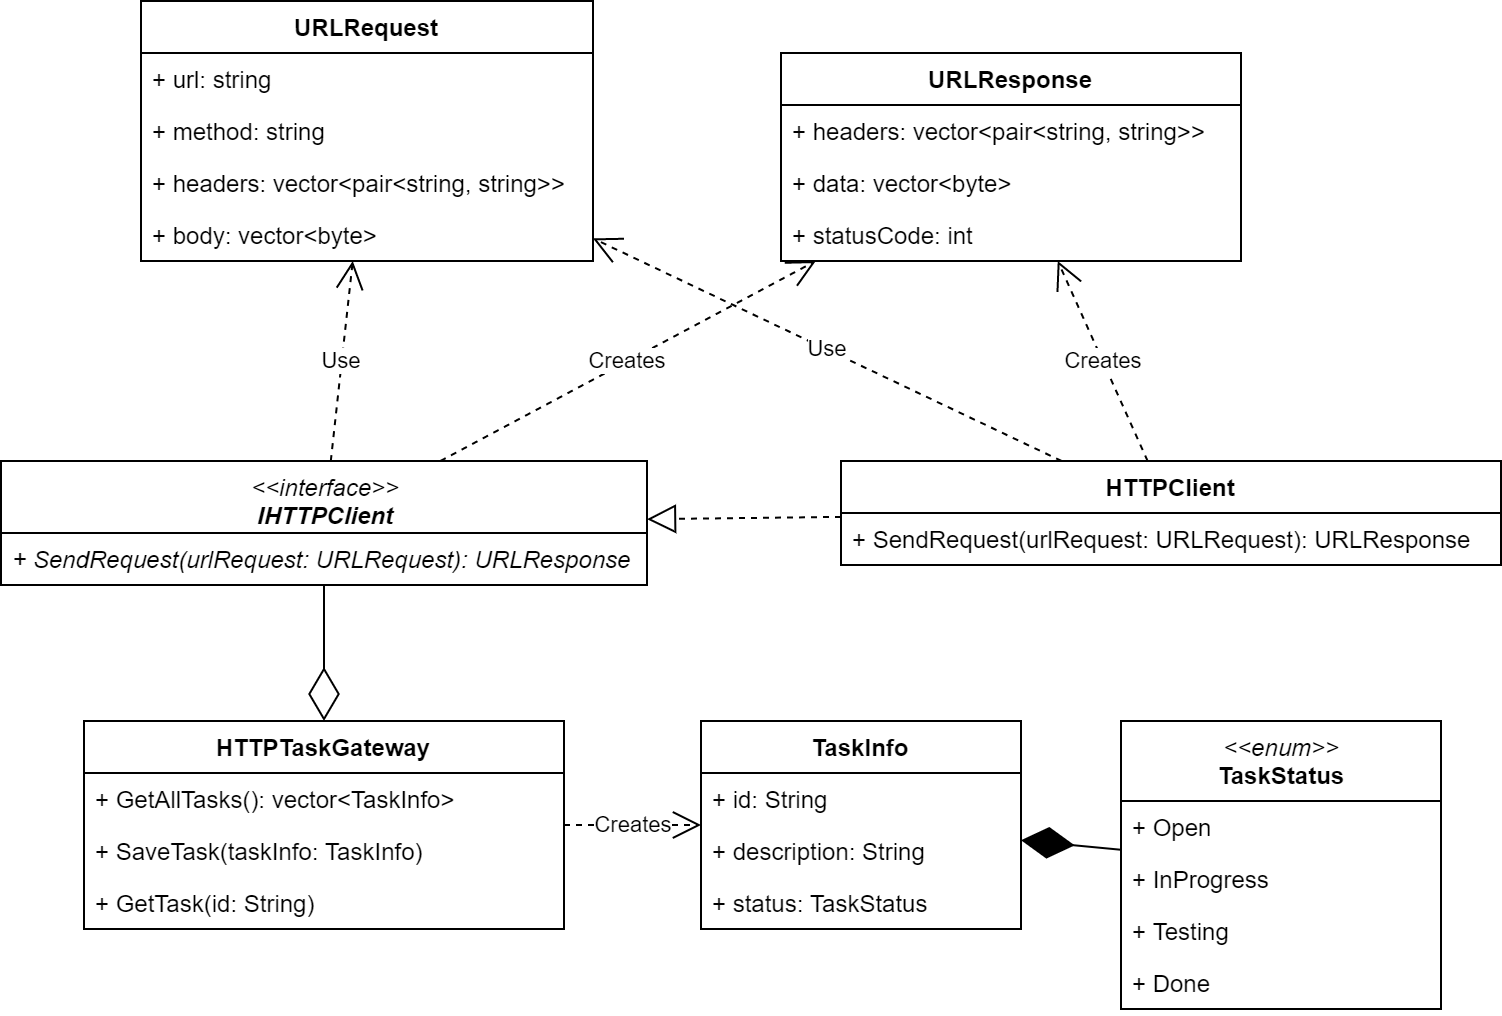 URLRequest
+ url: string
+ method: string
+ headers: vector<pair<string, string>>
+ body: vector<byte>
URLResponse
+ headers: vector<pair<string, string>>
+ data: vector<byte>
+ statusCode: int
Use
Creates
Use
Creates
<<interface>>
IHTTPClient
+ SendRequest(urlRequest: URLRequest): URLResponse
HTTPClient
+ SendRequest(urlRequest: URLRequest): URLResponse
HTTPTaskGateway
+ GetAllTasks(): vector<TaskInfo>
+ SaveTask(taskInfo: TaskInfo)
+ GetTask(id: String)
Creates
TaskInfo
+ id: String
+ description: String
+ status: TaskStatus
<<enum>>
TaskStatus
+ Open
+ InProgress
+ Testing
+ Done